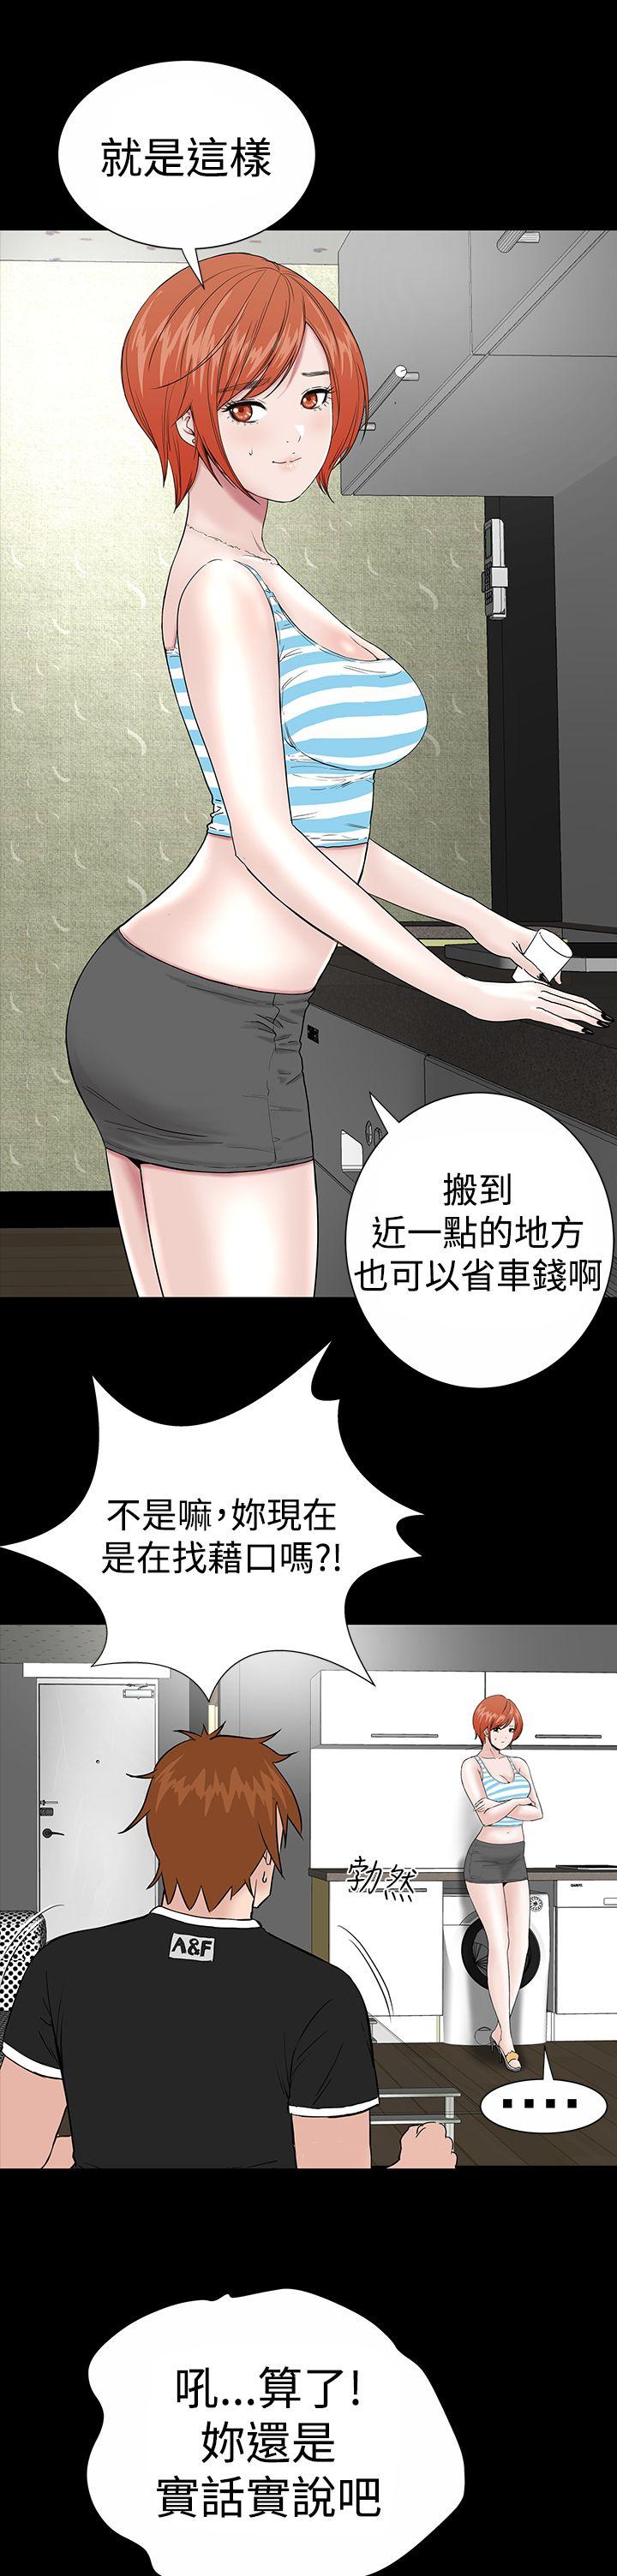 就是這樣
搬到
近一點的地方
也可以省車錢啊
不是嘛,妳現在
是在找藉口嗎?!
A&F
勃然
....
吼...算了!
妳還是
實話實說吧